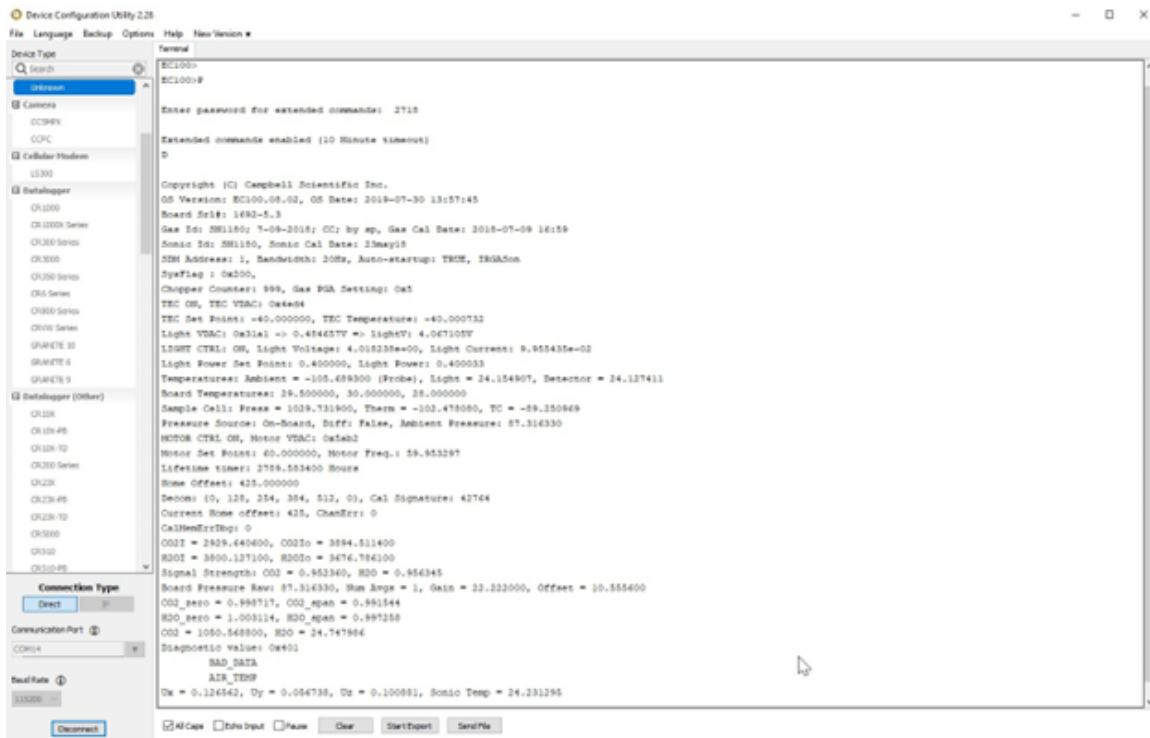 Device Configuration Utility 2.28
File Language Backup Options Help New Version
Device Type
Search
Unknown
Camera
CC5MPX
CCFC
Cellular Modem
LS300
Datalogger
CR1000
CR1000X Series
CR300 Series
CR3000
CR350 Series
CR6 Series
CR800 Series
CRVW Series
GRANITE 10
GRANITE 6
GRANITE 9
Datalogger (Other)
CR10X
CR10X-PB
CR10X-TD
CR200 Series
CR23X
CR23X-PB
CR23X-TD
CR5000
CR510
CR510-PB
Connection Type
Direct IP
Communication Port
COM14
Baud Rate
115200
Disconnect
Terminal
EC100>
EC100>P
Enter password for extended commands: 2718
Extended commands enabled (10 Minute timeout)
D
Copyright (C) Campbell Scientific Inc.
OS Version: EC100.08.02, OS Date: 2019-07-30 13:57:45
Board Srl#: 1692-5.3
Gas Id: SN1180; 7-09-2018; CC; by sp, Gas Cal Date: 2018-07-09 16:59
Sonic Id: SN1180, Sonic Cal Date: 23may18
SDM Address: 1, Bandwidth: 20Hz, Auto-startup: TRUE, IRGASon
SysFlag : 0x200,
Chopper Counter: 999, Gas PGA Setting: 0x5
TEC ON, TEC VDAC: 0x4ed4
TEC Set Point: -40.000000, TEC Temperature: -40.000732
Light VDAC: 0x31a1 -> 0.484657V => LightV: 4.067105V
LIGHT CTRL: ON, Light Voltage: 4.018238e+00, Light Current: 9.955435e-02
Light Power Set Point: 0.400000, Light Power: 0.400033
Temperatures: Ambient = -105.689300 (Probe), Light = 24.154907, Detector = 24.127411
Board Temperatures: 29.500000, 30.000000, 28.000000
Sample Cell: Press = 1029.731900, Therm = -102.478080, TC = -89.250969
Pressure Source: On-Board, Diff: False, Ambient Pressure: 87.316330
MOTOR CTRL ON, Motor VDAC: 0x5ab2
Motor Set Point: 60.000000, Motor Freq.: 59.953297
Lifetime timer: 2789.583400 Hours
Home Offset: 425.000000
Decom: (0, 128, 254, 384, 512, 0), Cal Signature: 42764
Current Home offset: 425, ChanErr: 0
CalMemErrDbg: 0
CO2I = 2929.640600, CO2Io = 3894.511400
H2OI = 3800.127100, H2OIo = 3676.786100
Signal Strength: CO2 = 0.952360, H2O = 0.956345
Board Pressure Raw: 87.316330, Num Avgs = 1, Gain = 22.222000, Offset = 10.555600
CO2_zero = 0.998717, CO2_span = 0.991544
H2O_zero = 1.003114, H2O_span = 0.997258
CO2 = 1050.568800, H2O = 24.747986
Diagnostic value: 0x401
BAD_DATA
AIR_TEMP
Ux = 0.126562, Uy = 0.056738, Uz = 0.100881, Sonic Temp = 24.231295
All Caps Echo Input Pause Clear Start Export Send File